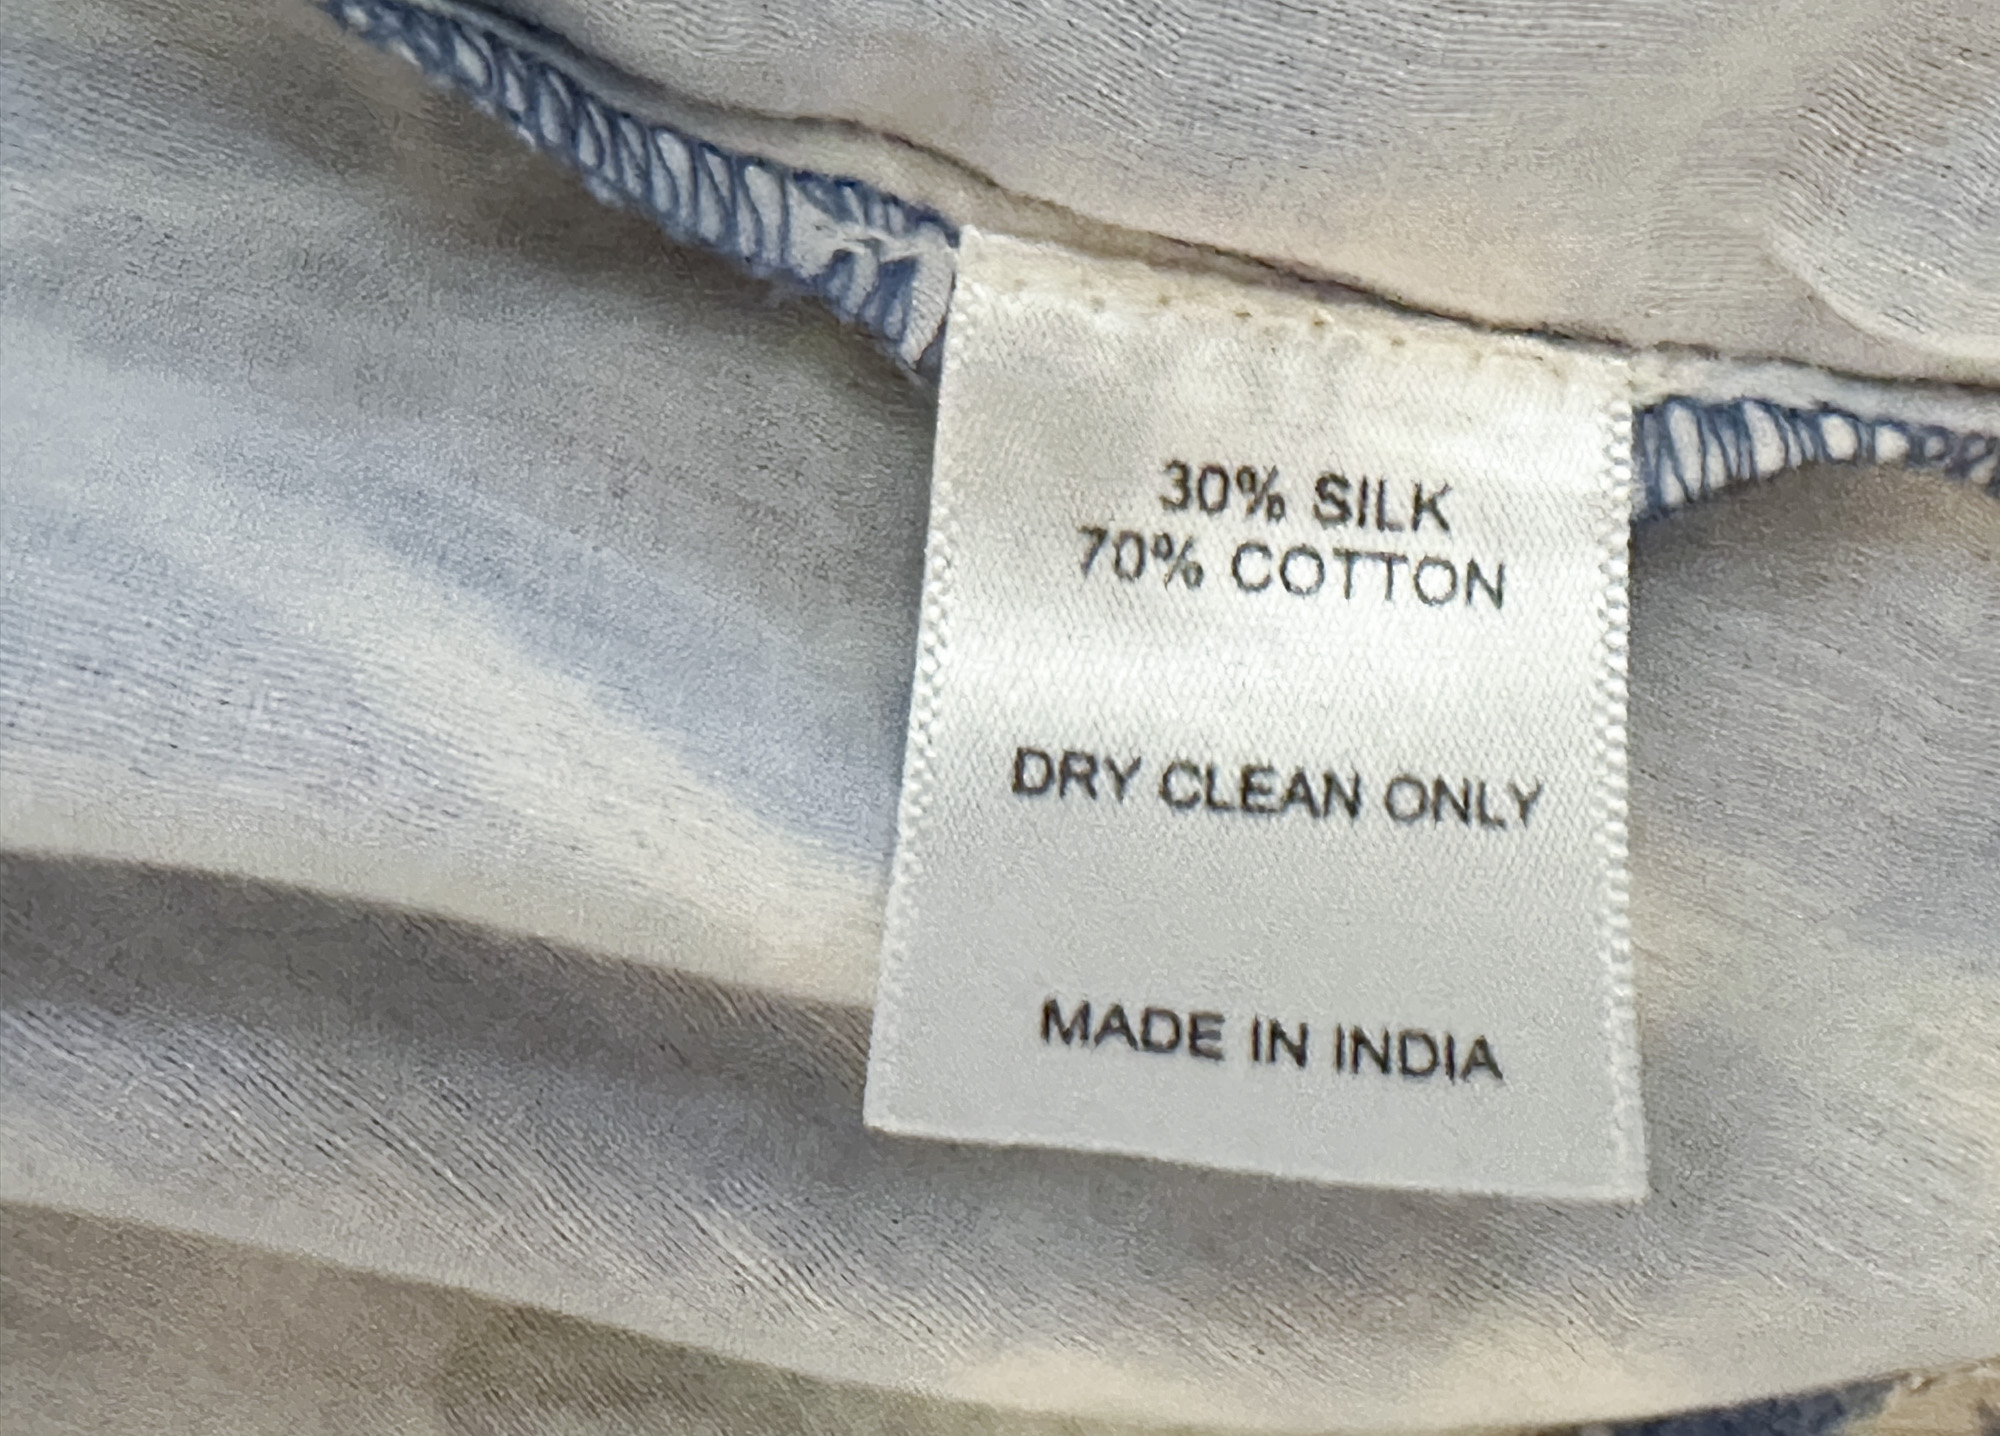 30% SILK
70% COTTON
DRY CLEAN ONLY
MADE IN INDIA